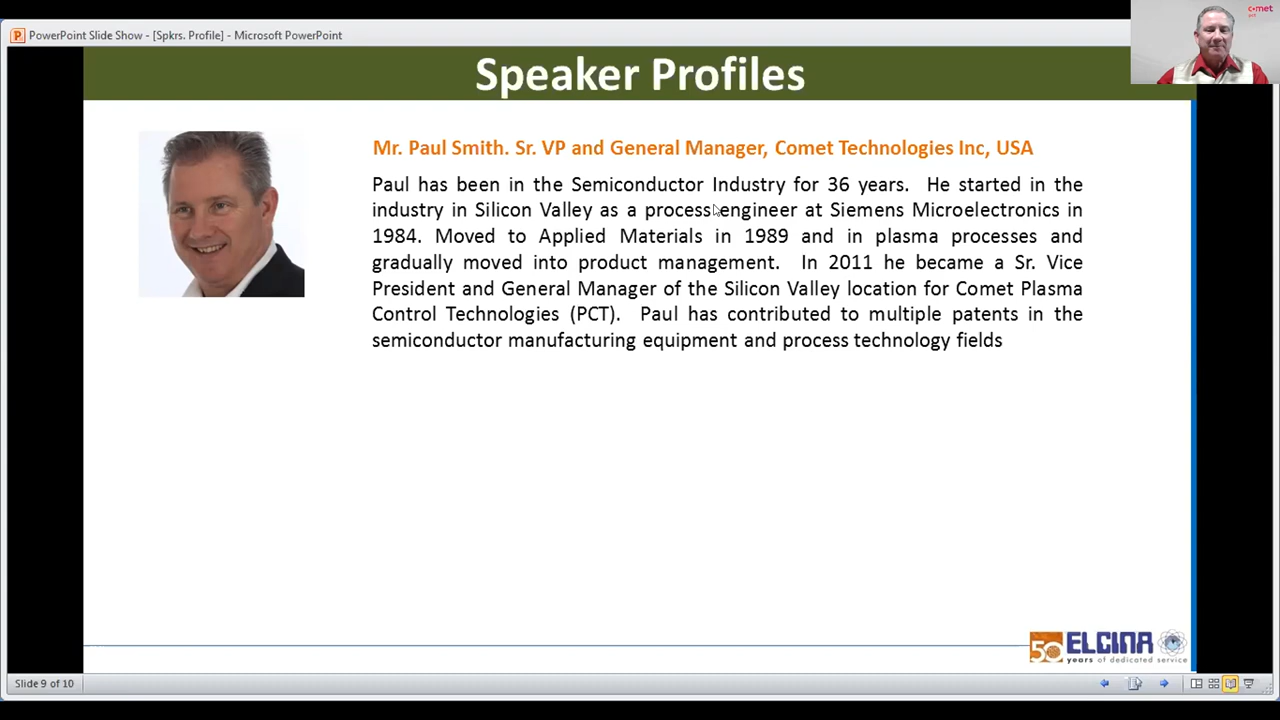 PowerPoint Slide Show - [Spkrs. Profile] - Microsoft PowerPoint
comet
pct
Speaker Profiles
Mr. Paul Smith. Sr. VP and General Manager, Comet Technologies Inc, USA
Paul has been in the Semiconductor Industry for 36 years. He started in the
industry in Silicon Valley as a process engineer at Siemens Microelectronics in
1984. Moved to Applied Materials in 1989 and in plasma processes and
gradually moved into product management. In 2011 he became a Sr. Vice
President and General Manager of the Silicon Valley location for Comet Plasma
Control Technologies (PCT). Paul has contributed to multiple patents in the
semiconductor manufacturing equipment and process technology fields
50 ELCINA
years of dedicated service
Slide 9 of 10